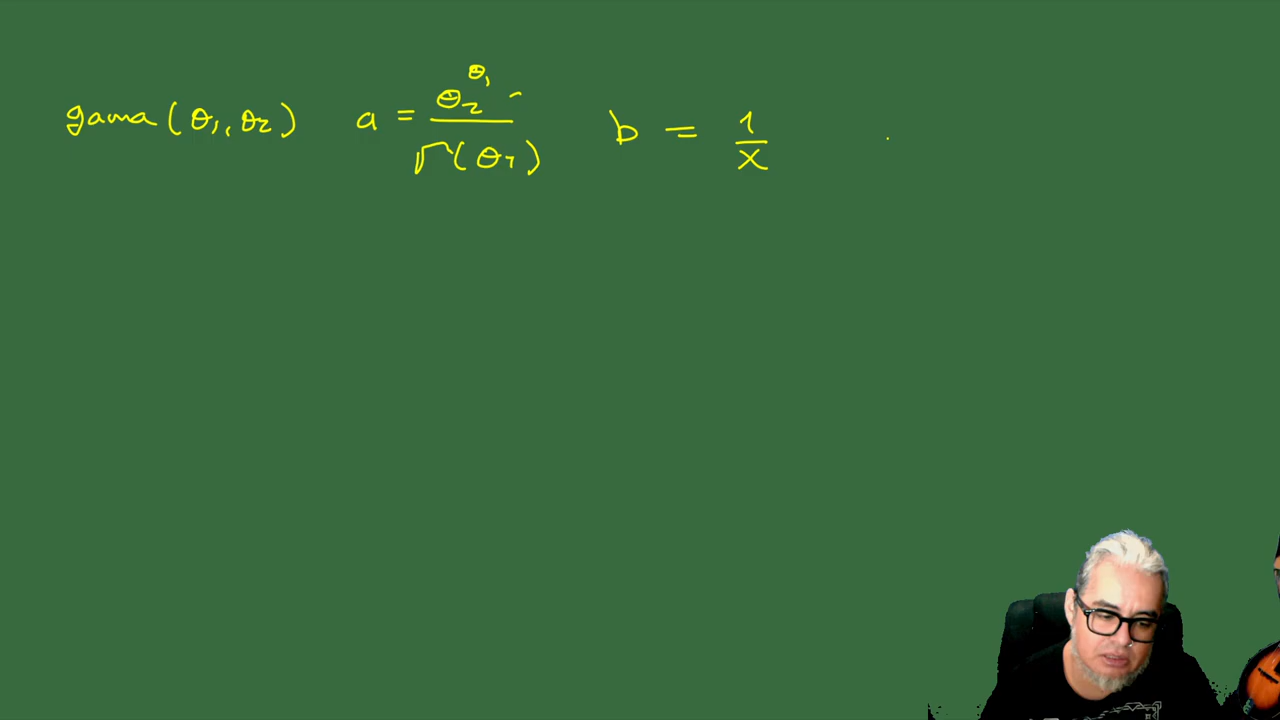 gama(θ₁,θ₂) a = θ₂^θ₁ / Γ(θ₁) b = 1/x